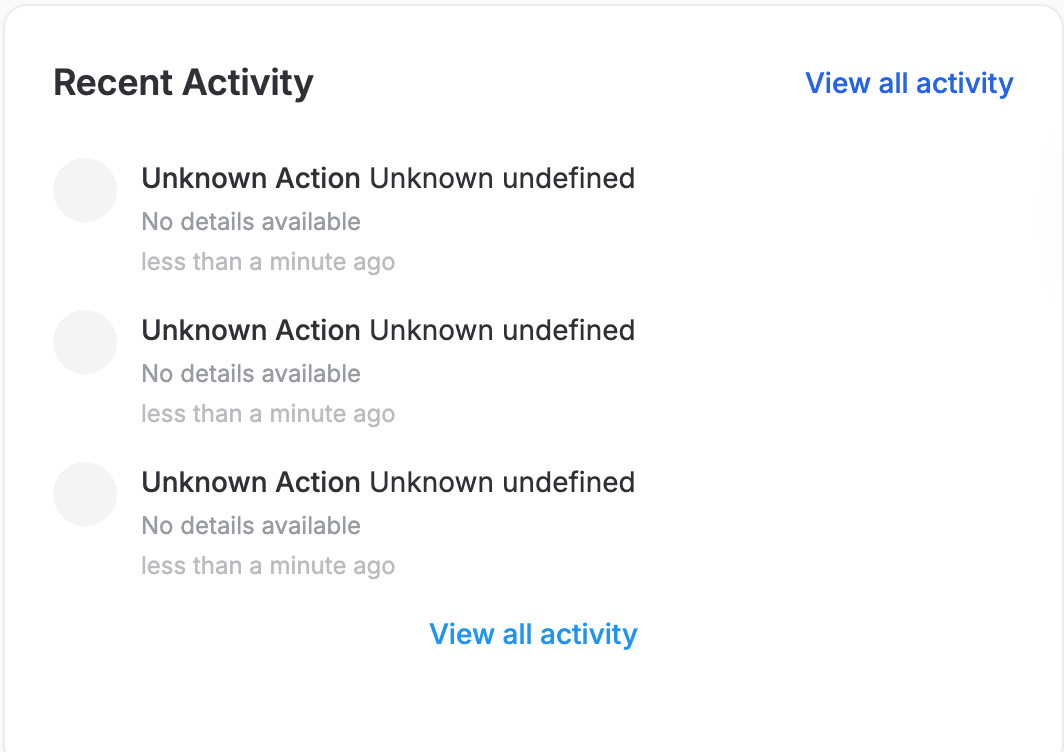 Recent Activity
View all activity
Unknown Action Unknown undefined
No details available
less than a minute ago
Unknown Action Unknown undefined
No details available
less than a minute ago
Unknown Action Unknown undefined
No details available
less than a minute ago
View all activity